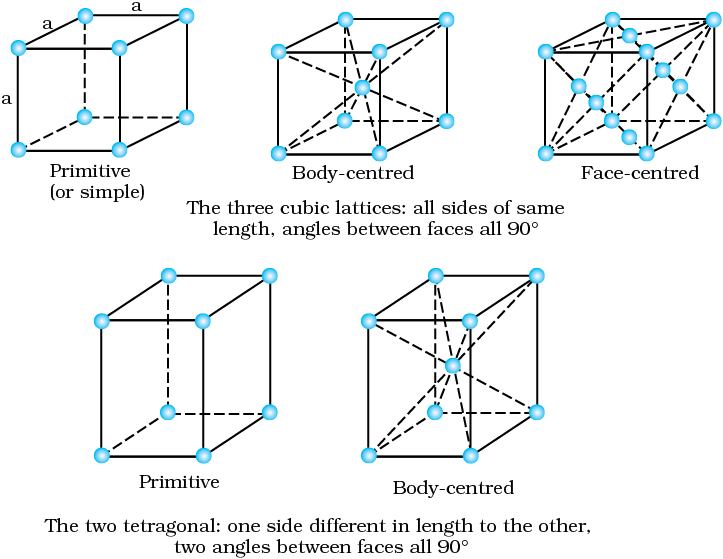 a
a
a
Primitive
(or simple)
Body-centred
Face-centred
The three cubic lattices: all sides of same
length, angles between faces all 90°
Primitive
Body-centred
The two tetragonal: one side different in length to the other,
two angles between faces all 90°